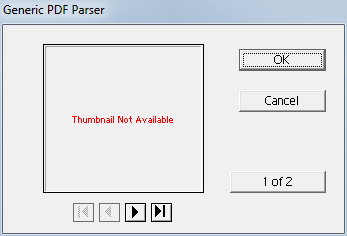 Generic PDF Parser
OK
Thumbnail Not Available
Cancel
1 of 2